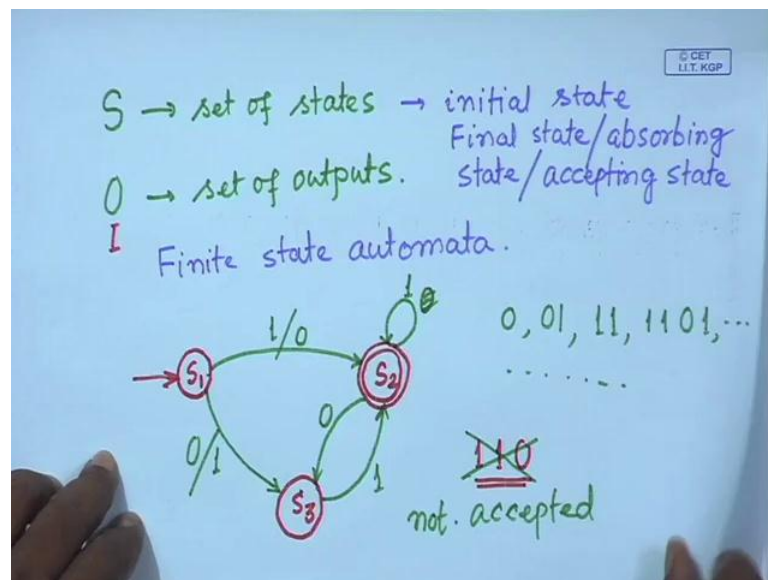 © CET
I.I.T. KGP
S → set of states → initial state
Final state/absorbing
state/accepting state
O → set of outputs.
I
Finite state automata.
1
1/0
0, 01, 11, 1101, ...
.......
S1
S2
0
0/1
1
S3
110
not. accepted